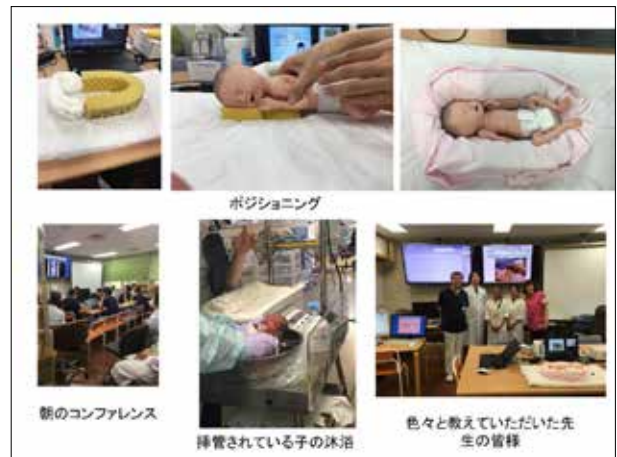 ポジショニング
朝のコンファレンス
挿管されている子の沐浴
色々と教えていただいた先
生の皆様